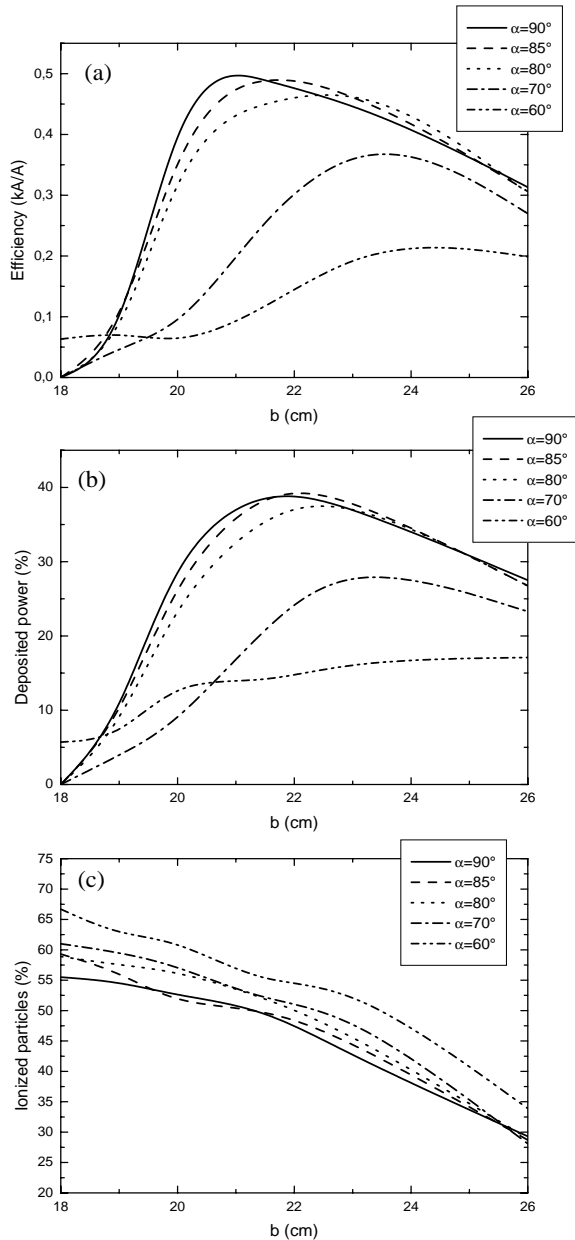 α=90°
α=85°
α=80°
α=70°
α=60°
(a)
0,5
0,4
0,3
0,2
0,1
0,0
Efficiency (kA/A)
18 20 22 24 26
b (cm)
α=90°
α=85°
α=80°
α=70°
α=60°
(b)
40
30
20
10
0
Deposited power (%)
18 20 22 24 26
b (cm)
α=90°
α=85°
α=80°
α=70°
α=60°
(c)
75
70
65
60
55
50
45
40
35
30
25
20
Ionized particles (%)
18 20 22 24 26
b (cm)